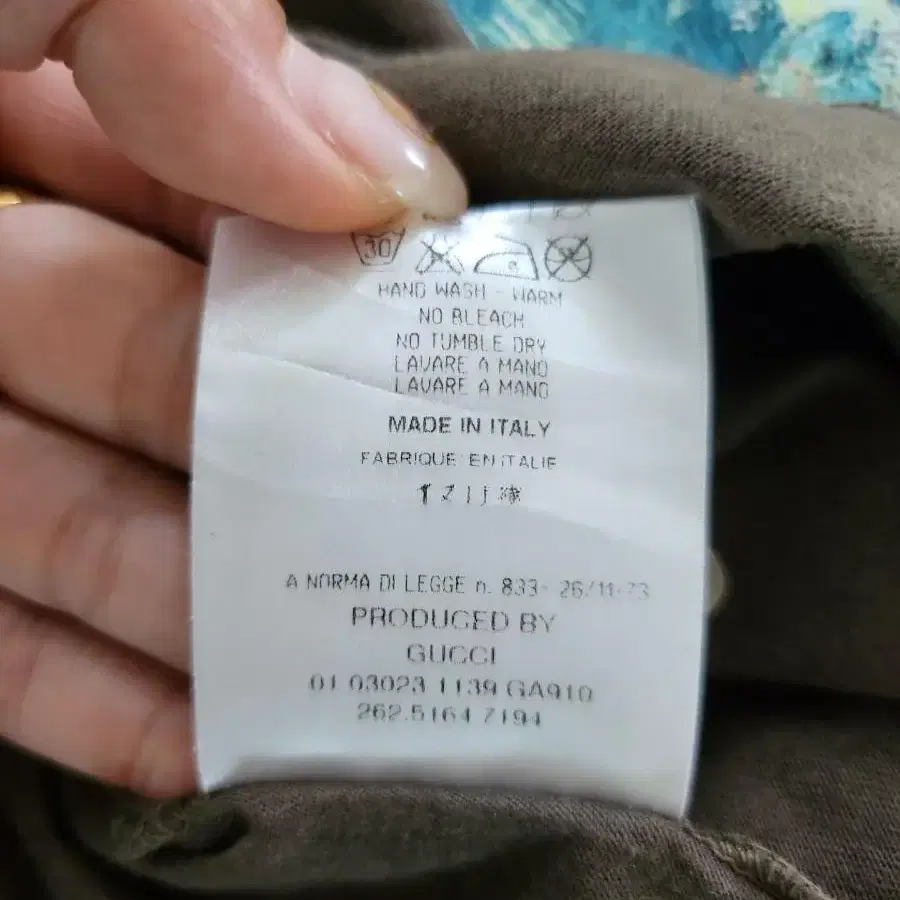 30
HAND WASH - WARM
NO BLEACH
NO TUMBLE DRY
LAVARE A MANO
LAVARE A MANO
MADE IN ITALY
FABRIQUE EN ITALIE
A NORMA DI LEGGE n. 833- 26/11-73
PRODUCED BY
GUCCI
01 03023 1139 GA910
262.5164 7194